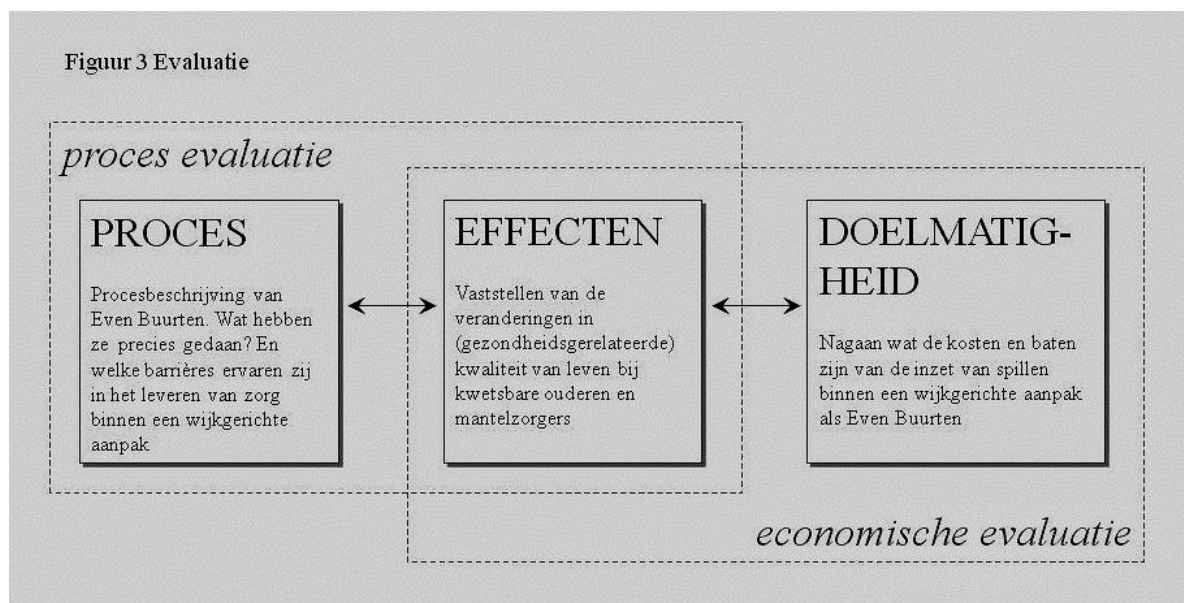 Figuur 3 Evaluatie
proces evaluatie
PROCES
Procesbeschrijving van
Even Buurten. Wat hebben
ze precies gedaan? En
welke barrières ervaren zij
in het leveren van zorg
binnen een wijkgerichte
aanpak
EFFECTEN
Vaststellen van de
veranderingen in
(gezondheidsgerelateerde)
kwaliteit van leven bij
kwetsbare ouderen en
mantelzorgers
DOELMATIG-
HEID
Nagaan wat de kosten en baten
zijn van de inzet van spillen
binnen een wijkgerichte aanpak
als Even Buurten
economische evaluatie